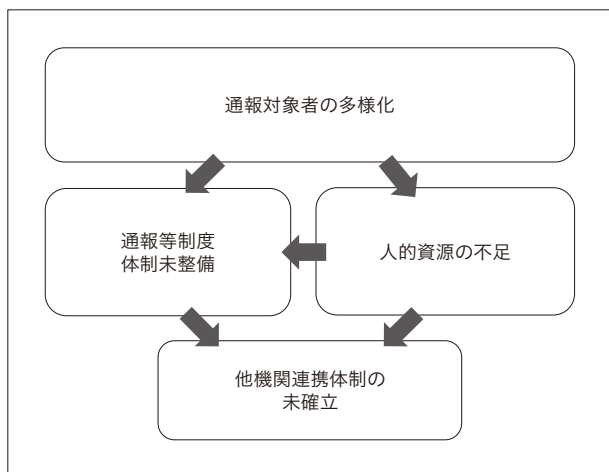 通報対象者の多様化
通報等制度
体制未整備
人的資源の不足
他機関連携体制の
未確立